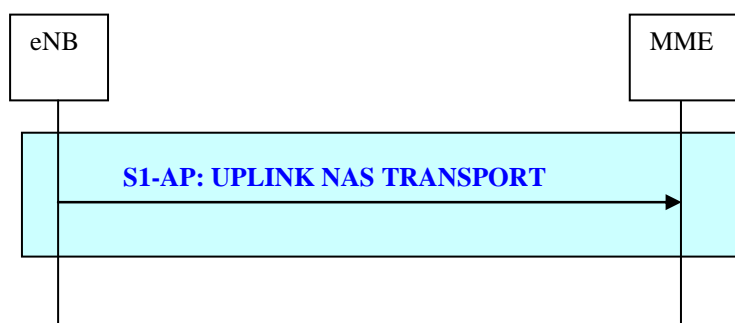 eNB
MME
S1-AP: UPLINK NAS TRANSPORT